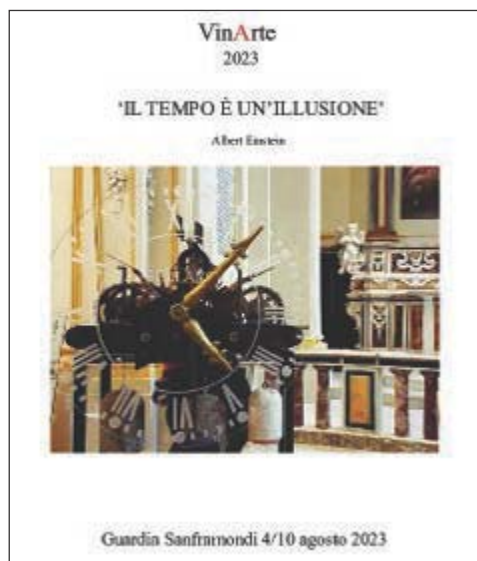 VinArte
2023
"IL TEMPO È UN'ILLUSIONE"
Albert Einstein
Guardia Sanframondi 4/10 agosto 2023